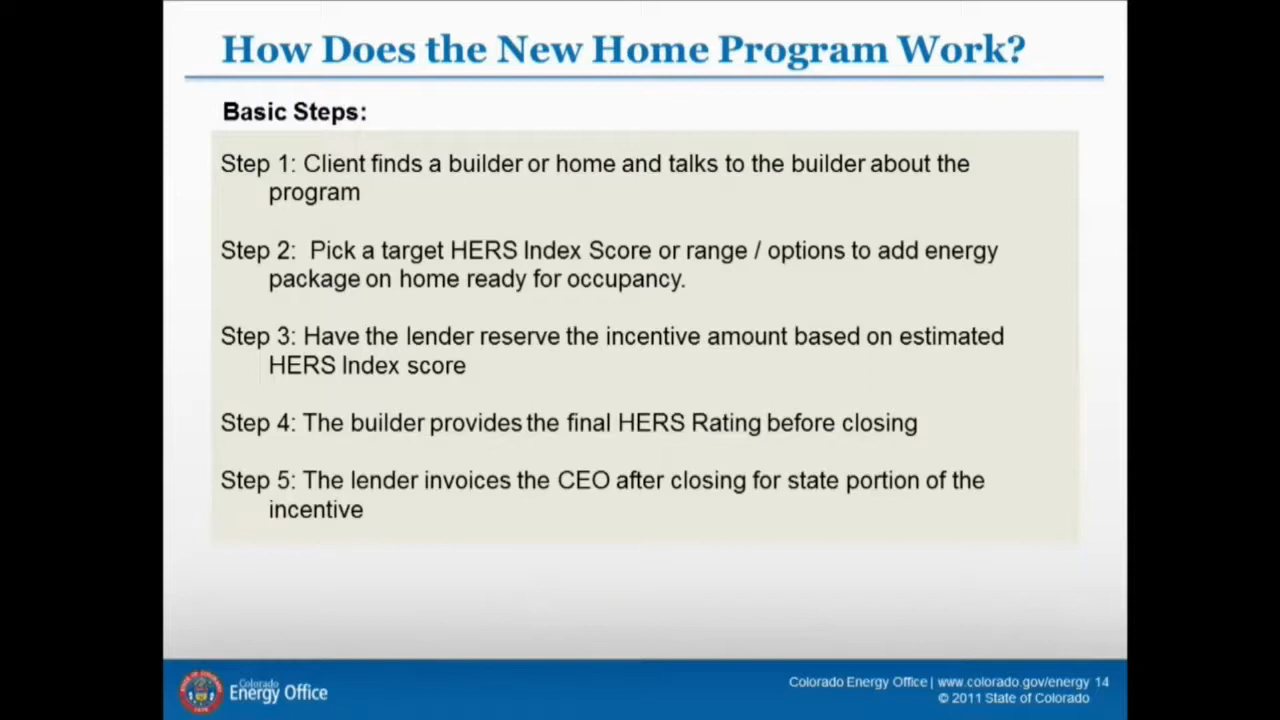 How Does the New Home Program Work?
Basic Steps:
Step 1: Client finds a builder or home and talks to the builder about the
program
Step 2: Pick a target HERS Index Score or range / options to add energy
package on home ready for occupancy.
Step 3: Have the lender reserve the incentive amount based on estimated
HERS Index score
Step 4: The builder provides the final HERS Rating before closing
Step 5: The lender invoices the CEO after closing for state portion of the
incentive
Colorado
Energy Office
Colorado Energy Office | www.colorado.gov/energy 14
© 2011 State of Colorado